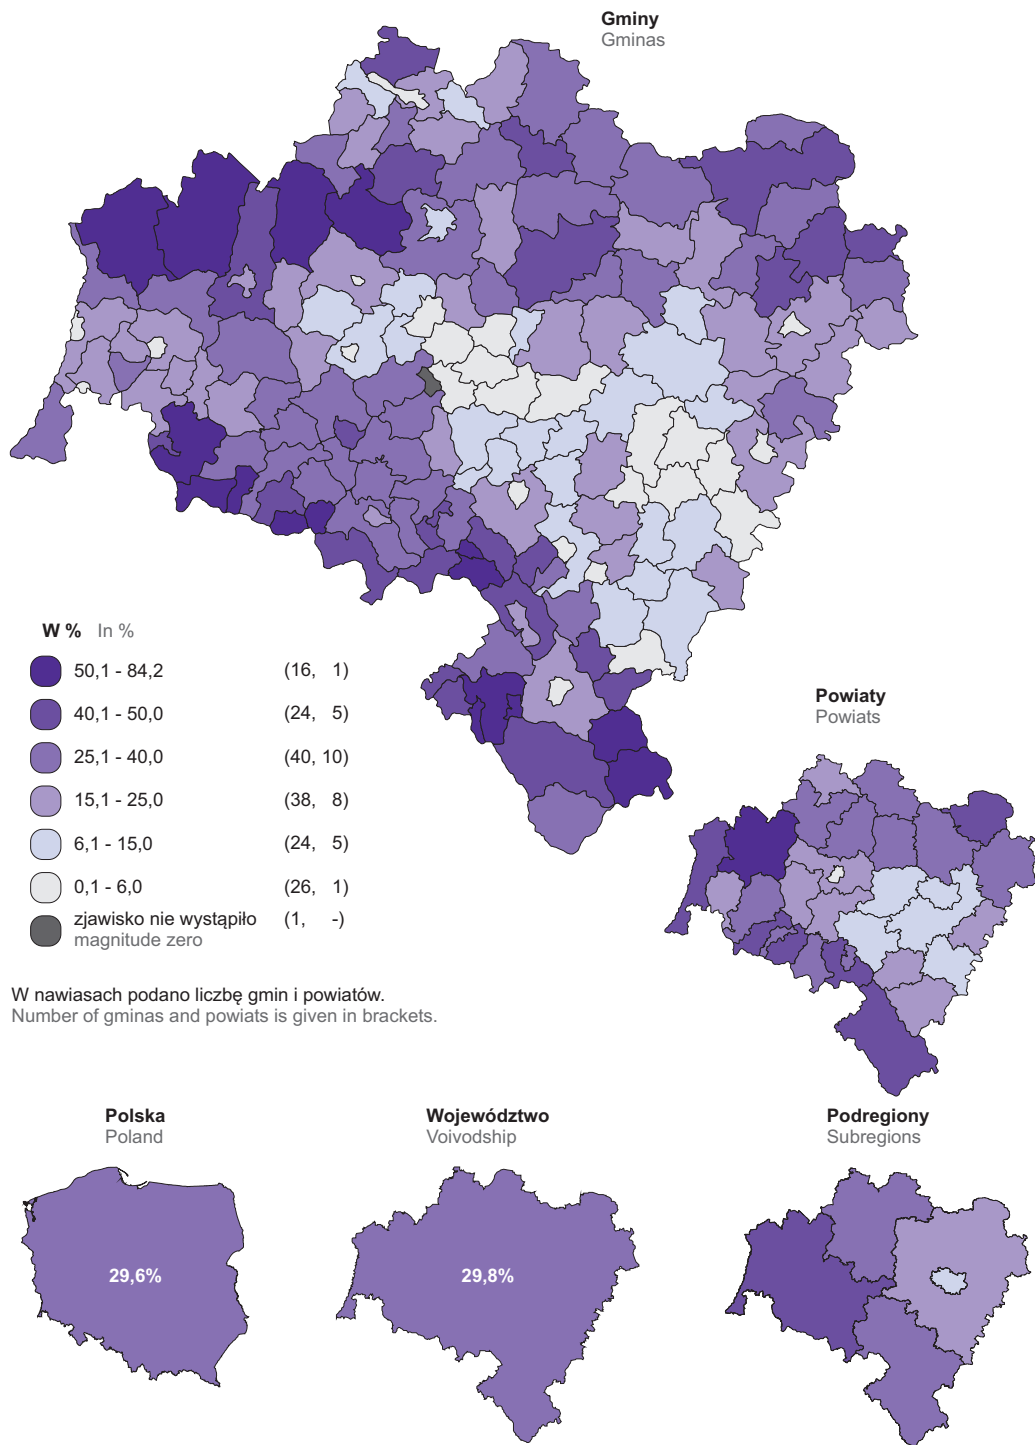 Gminy
Gminas
W % In %
50,1 - 84,2 (16, 1)
40,1 - 50,0 (24, 5)
25,1 - 40,0 (40, 10)
15,1 - 25,0 (38, 8)
6,1 - 15,0 (24, 5)
0,1 - 6,0 (26, 1)
zjawisko nie wystąpiło (1, -)
magnitude zero
W nawiasach podano liczbę gmin i powiatów.
Number of gminas and powiats is given in brackets.
Powiaty
Powiats
Polska
Poland
29,6%
Województwo
Voivodship
29,8%
Podregiony
Subregions